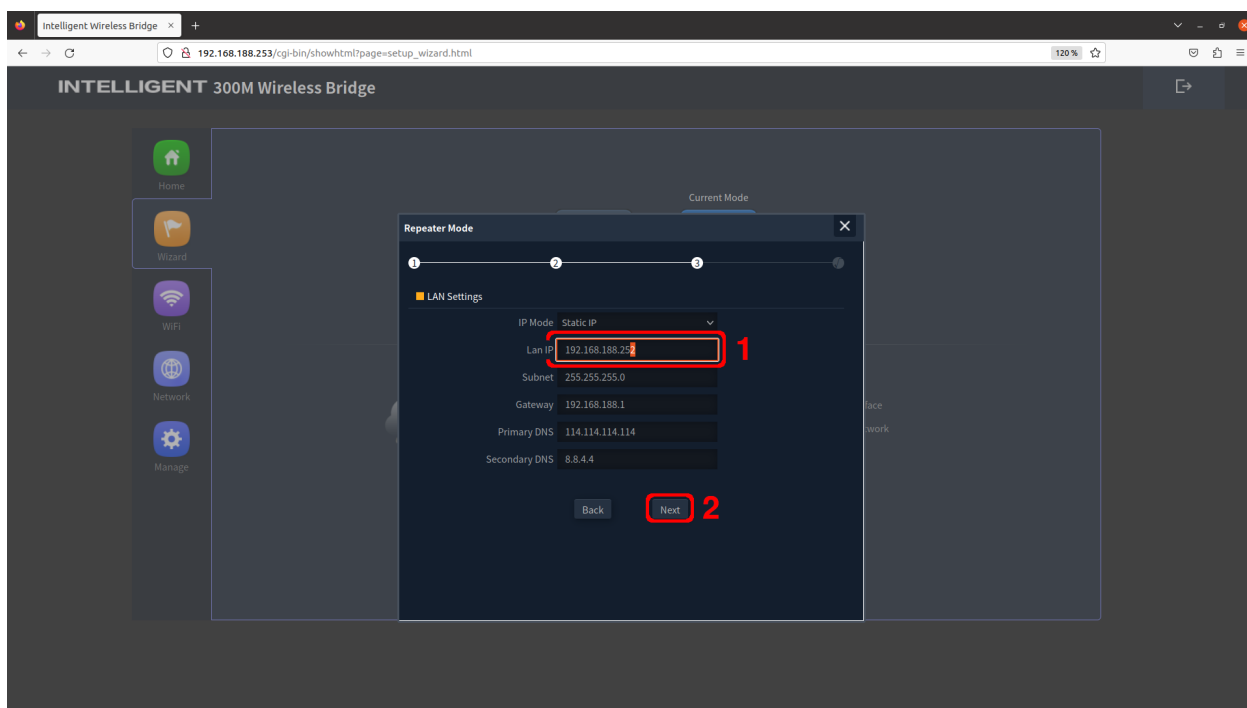 Intelligent Wireless Bridge
192.168.188.253/cgi-bin/showhtml?page=setup_wizard.html
120%
INTELLIGENT 300M Wireless Bridge
Home
Wizard
WiFi
Network
Manage
Current Mode
Repeater Mode
1 2 3
LAN Settings
IP Mode Static IP
Lan IP 192.168.188.252 1
Subnet 255.255.255.0
Gateway 192.168.188.1
Primary DNS 114.114.114.114
Secondary DNS 8.8.4.4
Back Next 2